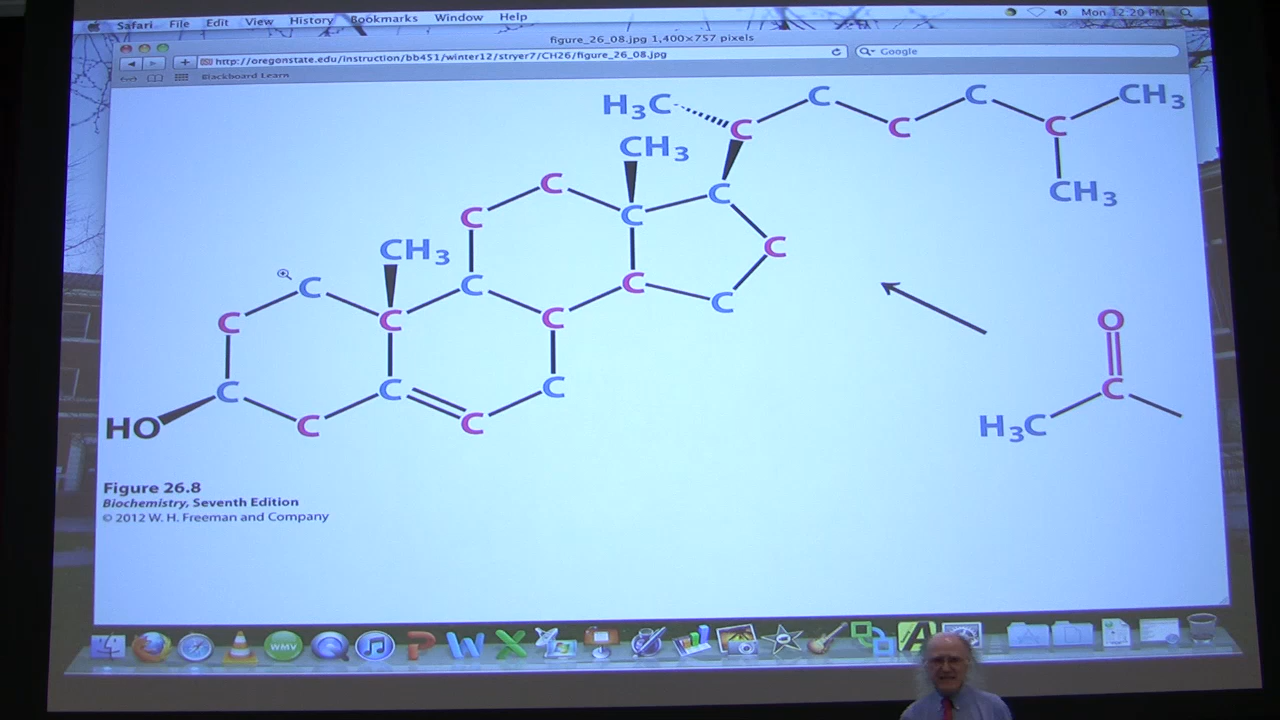 Safari File Edit View History Bookmarks Window Help Mon 12:20 PM
figure_26_08.jpg 1,400×757 pixels
http://oregonstate.edu/instruction/bb451/winter12/stryer7/CH26/figure_26_08.jpg Google
Blackboard Learn
H3C C C C C C CH3
CH3 CH3
C C C C
CH3 C C C
C C C C C
C C C C O
HO C C C
H3C
Figure 26.8
Biochemistry, Seventh Edition
© 2012 W. H. Freeman and Company
WMV P W X A